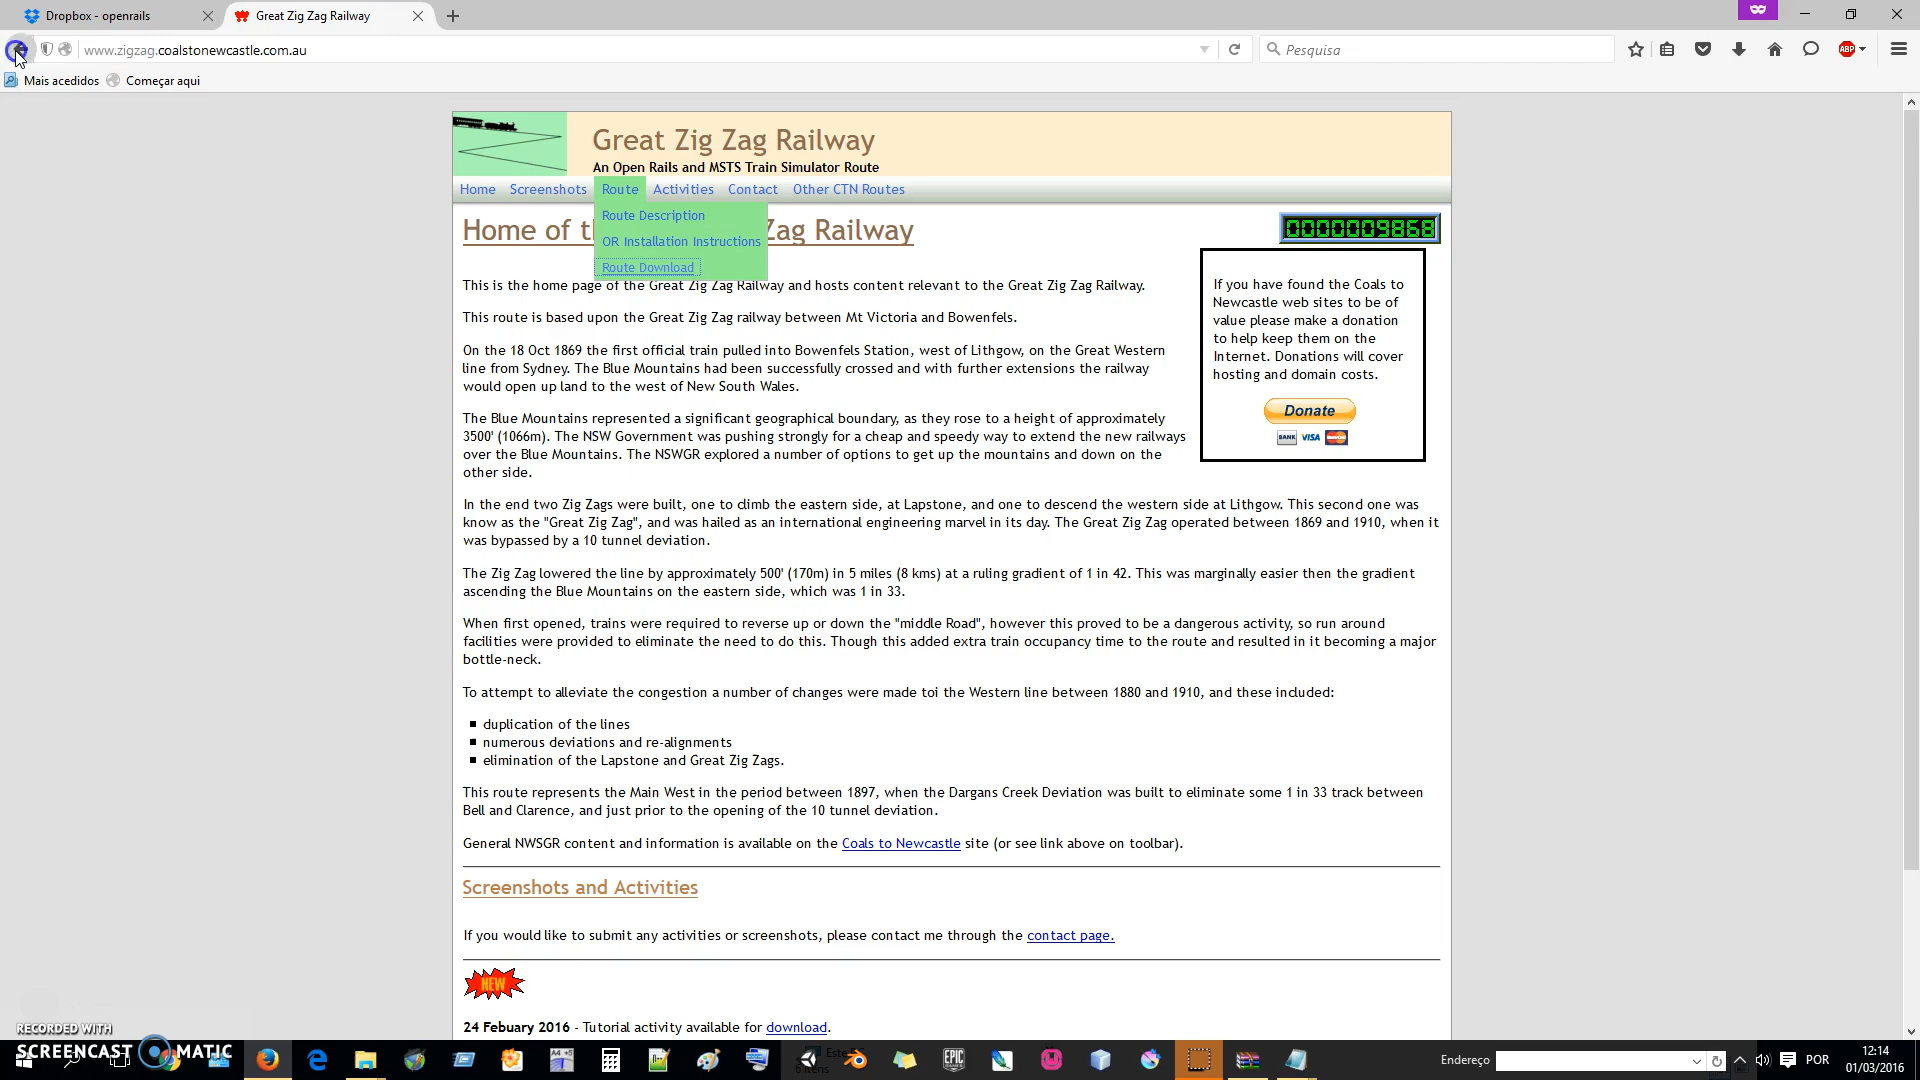 Dropbox - openrails
Great Zig Zag Railway
www.zigzag.coalstonewcastle.com.au
Pesquisa
ABP
Mais acedidos
Começar aqui
Great Zig Zag Railway
An Open Rails and MSTS Train Simulator Route
Home Screenshots Route Activities Contact Other CTN Routes
Route Description
OR Installation Instructions
Route Download
Home of t Zag Railway
0000009868
This is the home page of the Great Zig Zag Railway and hosts content relevant to the Great Zig Zag Railway.
This route is based upon the Great Zig Zag railway between Mt Victoria and Bowenfels.
On the 18 Oct 1869 the first official train pulled into Bowenfels Station, west of Lithgow, on the Great Western
line from Sydney. The Blue Mountains had been successfully crossed and with further extensions the railway
would open up land to the west of New South Wales.
The Blue Mountains represented a significant geographical boundary, as they rose to a height of approximately
3500' (1066m). The NSW Government was pushing strongly for a cheap and speedy way to extend the new railways
over the Blue Mountains. The NSWGR explored a number of options to get up the mountains and down on the
other side.
If you have found the Coals to
Newcastle web sites to be of
value please make a donation
to help keep them on the
Internet. Donations will cover
hosting and domain costs.
Donate
BANK VISA MasterCard
In the end two Zig Zags were built, one to climb the eastern side, at Lapstone, and one to descend the western side at Lithgow. This second one was
know as the "Great Zig Zag", and was hailed as an international engineering marvel in its day. The Great Zig Zag operated between 1869 and 1910, when it
was bypassed by a 10 tunnel deviation.
The Zig Zag lowered the line by approximately 500' (170m) in 5 miles (8 kms) at a ruling gradient of 1 in 42. This was marginally easier then the gradient
ascending the Blue Mountains on the eastern side, which was 1 in 33.
When first opened, trains were required to reverse up or down the "middle Road", however this proved to be a dangerous activity, so run around
facilities were provided to eliminate the need to do this. Though this added extra train occupancy time to the route and resulted in it becoming a major
bottle-neck.
To attempt to alleviate the congestion a number of changes were made toi the Western line between 1880 and 1910, and these included:
duplication of the lines
numerous deviations and re-alignments
elimination of the Lapstone and Great Zig Zags.
This route represents the Main West in the period between 1897, when the Dargans Creek Deviation was built to eliminate some 1 in 33 track between
Bell and Clarence, and just prior to the opening of the 10 tunnel deviation.
General NWSGR content and information is available on the Coals to Newcastle site (or see link above on toolbar).
Screenshots and Activities
If you would like to submit any activities or screenshots, please contact me through the contact page.
NEW
24 Febuary 2016 - Tutorial activity available for download.
RECORDED WITH
SCREENCAST MATIC
A4 +5
EPIC GAMES
Endereço
POR
12:14
01/03/2016